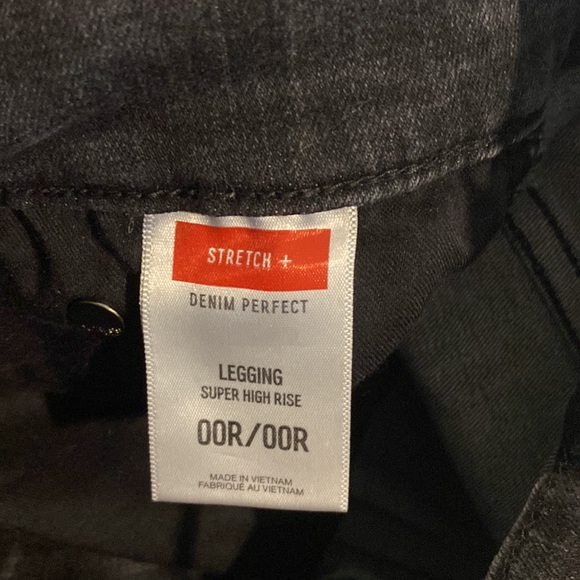 STRETCH +
DENIM PERFECT
LEGGING
SUPER HIGH RISE
00R/00R
MADE IN VIETNAM
FABRIQUÉ AU VIETNAM